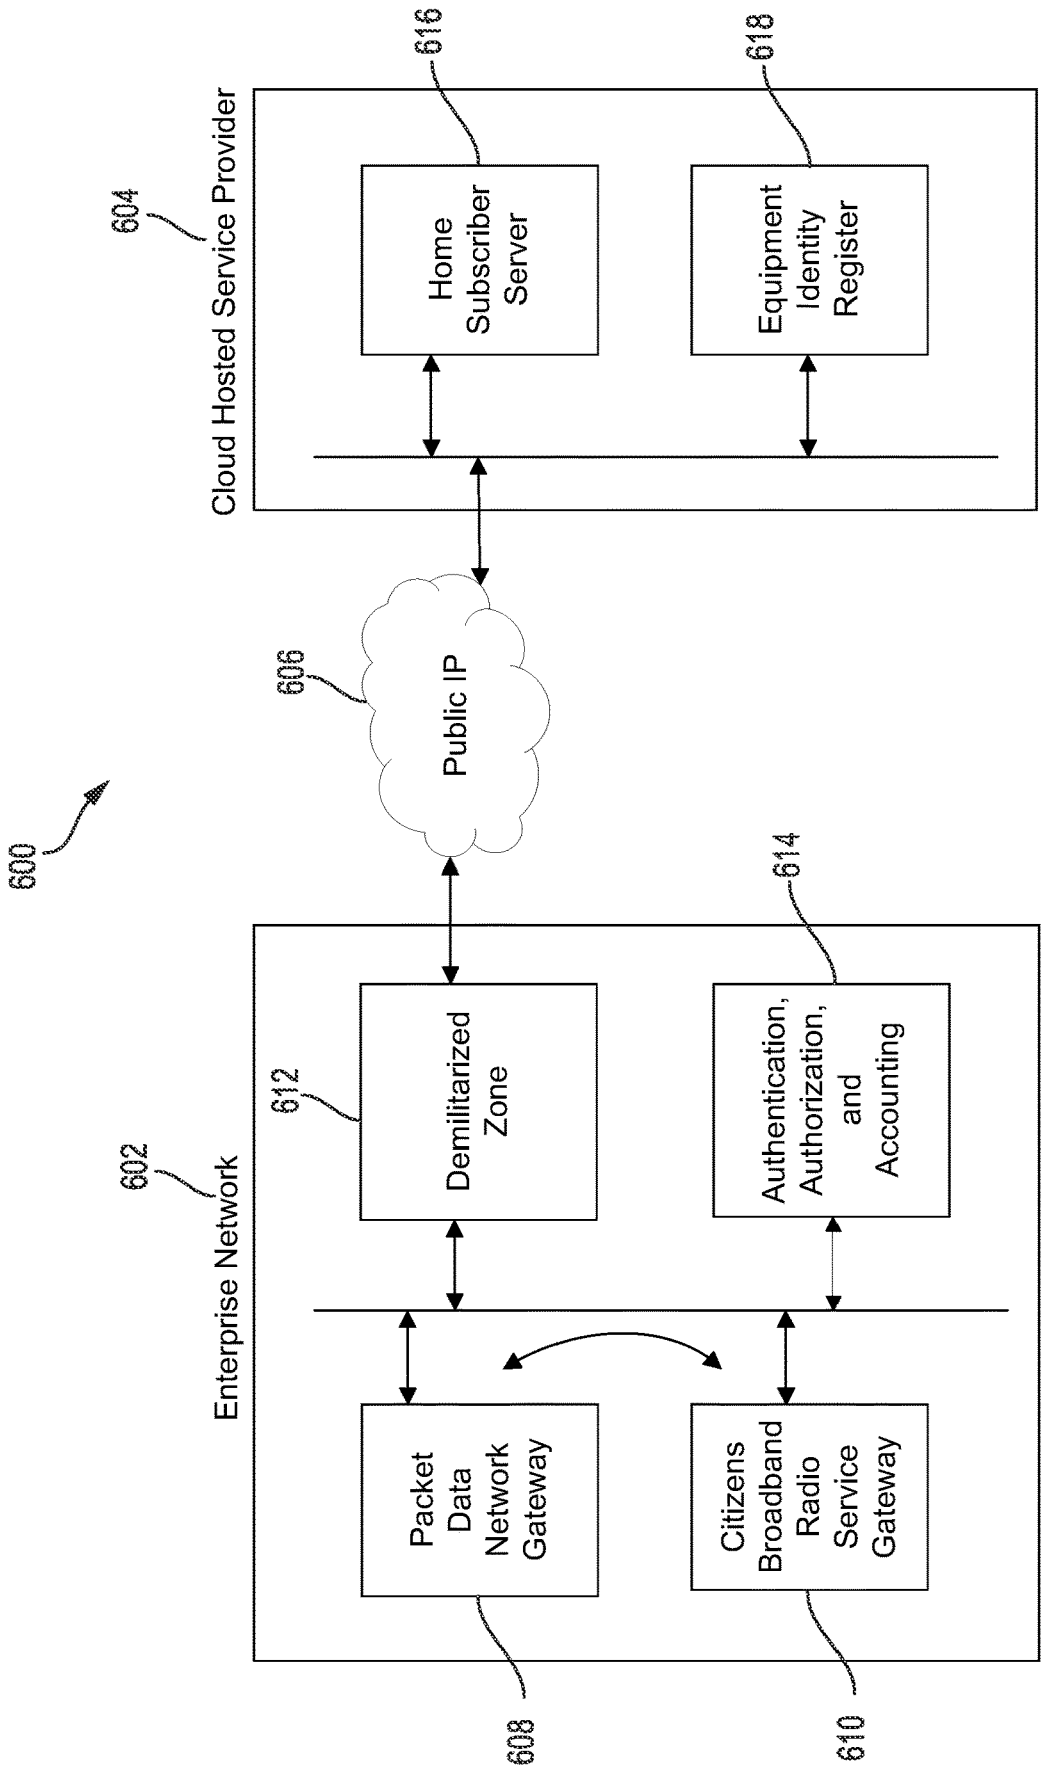 600
602
Enterprise Network
604
Cloud Hosted Service Provider
606
Public IP
612
Demilitarized
Zone
Packet
Data
Network
Gateway
608
Home
Subscriber
Server
616
Citizens
Broadband
Radio
Service
Gateway
610
Authentication,
Authorization,
and
Accounting
614
Equipment
Identity
Register
618